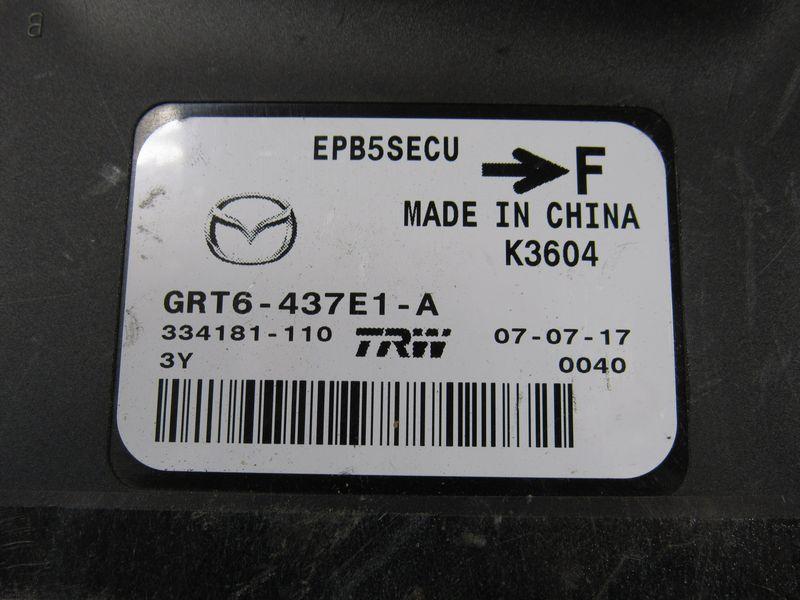 a
EPB5SECU
→F
MADE IN CHINA
K3604
GRT6-437E1-A
334181-110 TRW 07-07-17
3Y 0040